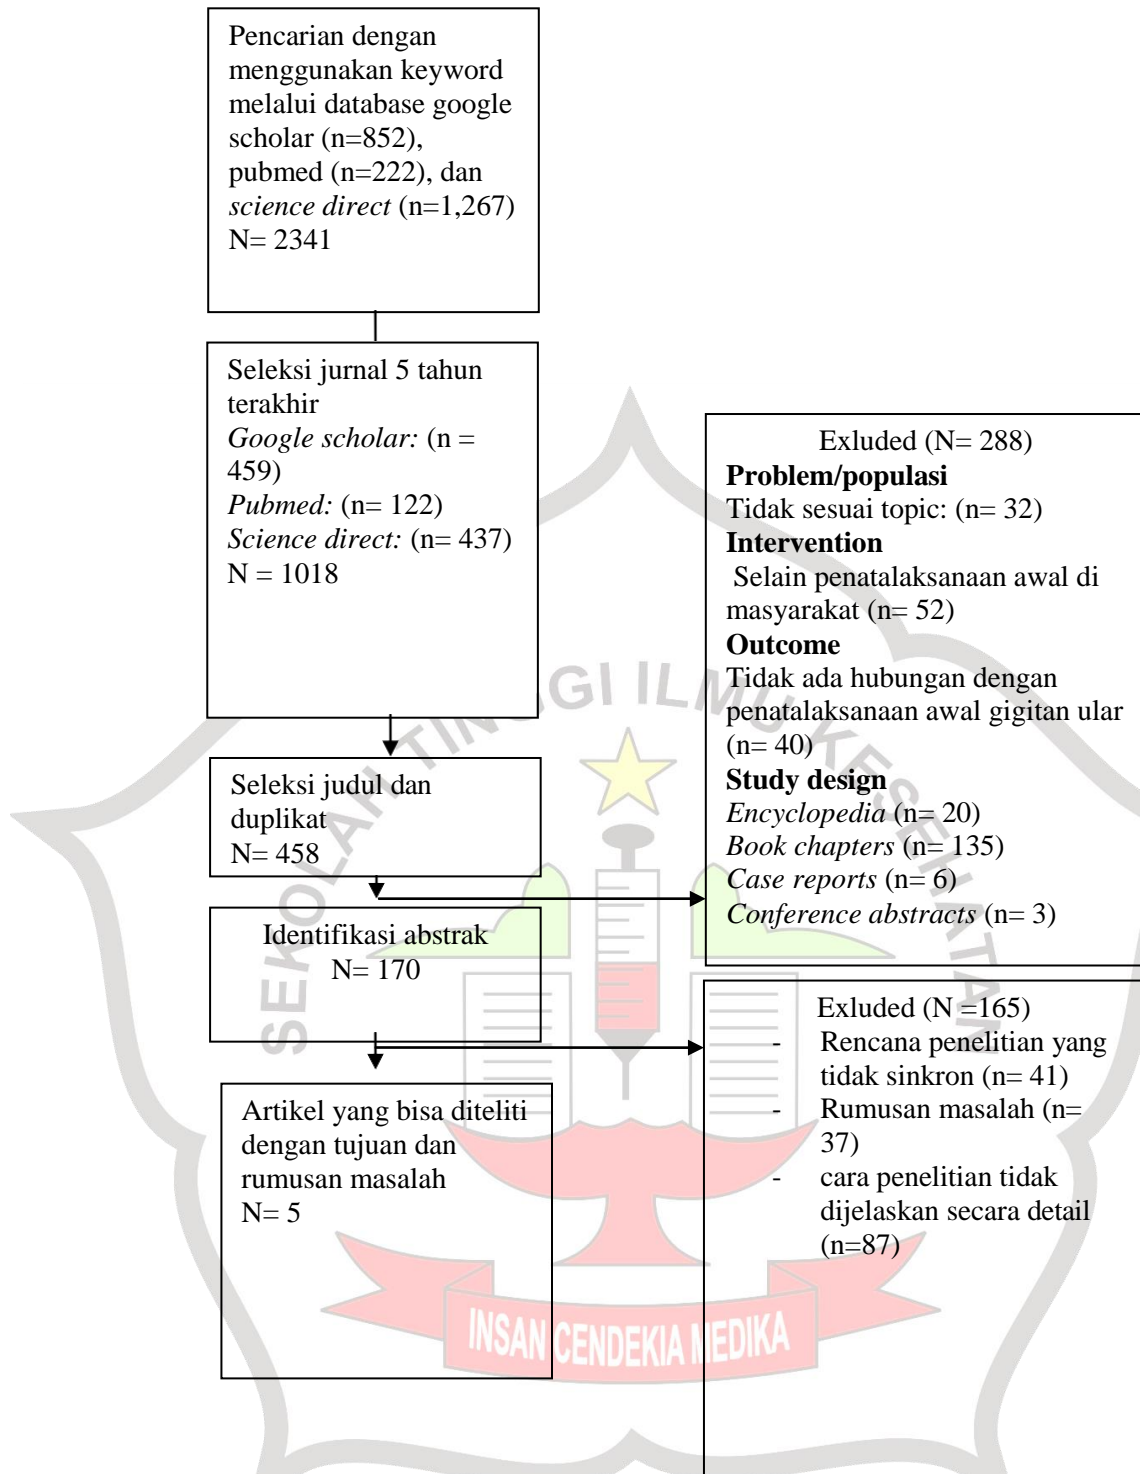 Pencarian dengan
menggunakan keyword
melalui database google
scholar (n=852),
pubmed (n=222), dan
science direct (n=1,267)
N= 2341
Seleksi jurnal 5 tahun
terakhir
Google scholar: (n =
459)
Pubmed: (n= 122)
Science direct: (n= 437)
N = 1018
Seleksi judul dan
duplikat
N= 458
Exluded (N= 288)
Problem/populasi
Tidak sesuai topic: (n= 32)
Intervention
Selain penatalaksanaan awal di
masyarakat (n= 52)
Outcome
Tidak ada hubungan dengan
penatalaksanaan awal gigitan ular
(n= 40)
Study design
Encyclopedia (n= 20)
Book chapters (n= 135)
Case reports (n= 6)
Conference abstracts (n= 3)
Identifikasi abstrak
N= 170
Exluded (N =165)
- Rencana penelitian yang
tidak sinkron (n= 41)
- Rumusan masalah (n=
37)
- cara penelitian tidak
dijelaskan secara detail
(n=87)
Artikel yang bisa diteliti
dengan tujuan dan
rumusan masalah
N= 5
SEKOLAH TINGGI ILMU KESEHATAN
INSAN CENDEKIA MEDIKA